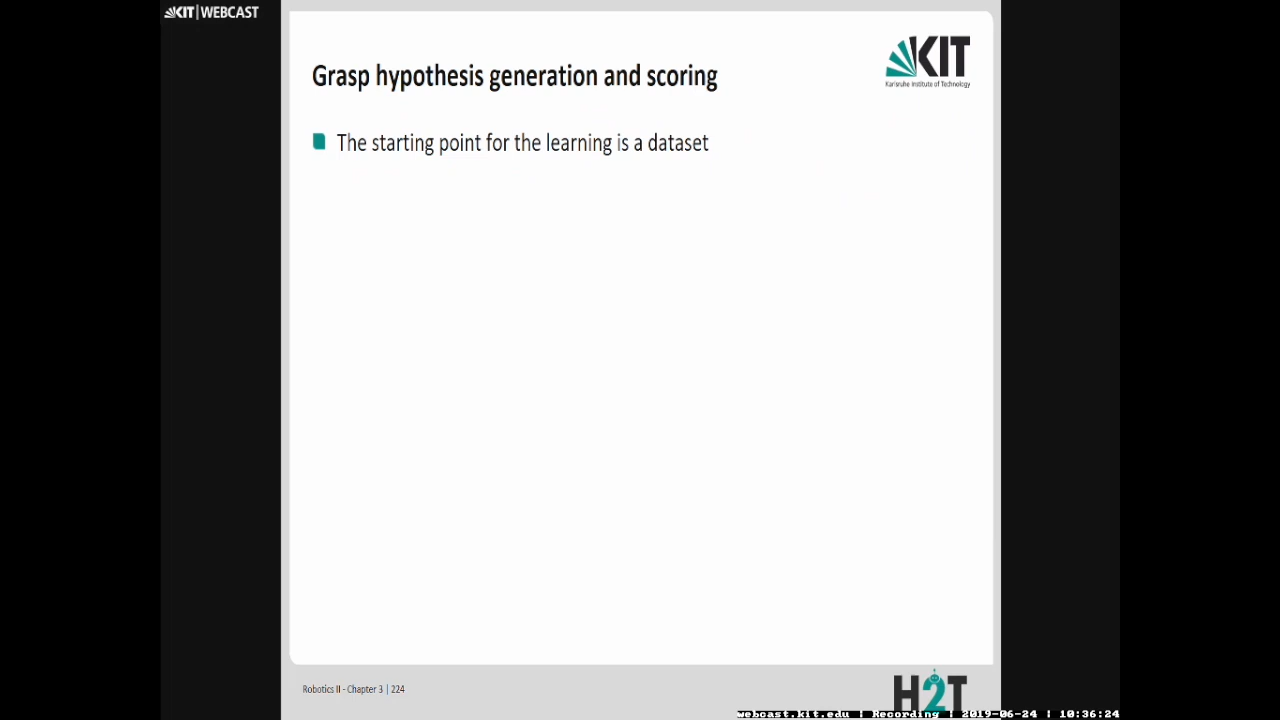 KIT | WEBCAST
KIT
Karlsruhe Institute of Technology
Grasp hypothesis generation and scoring
The starting point for the learning is a dataset
Robotics II - Chapter 3 | 224
H2T
webcast.kit.edu | Recording | 2019-06-24 | 10:36:24